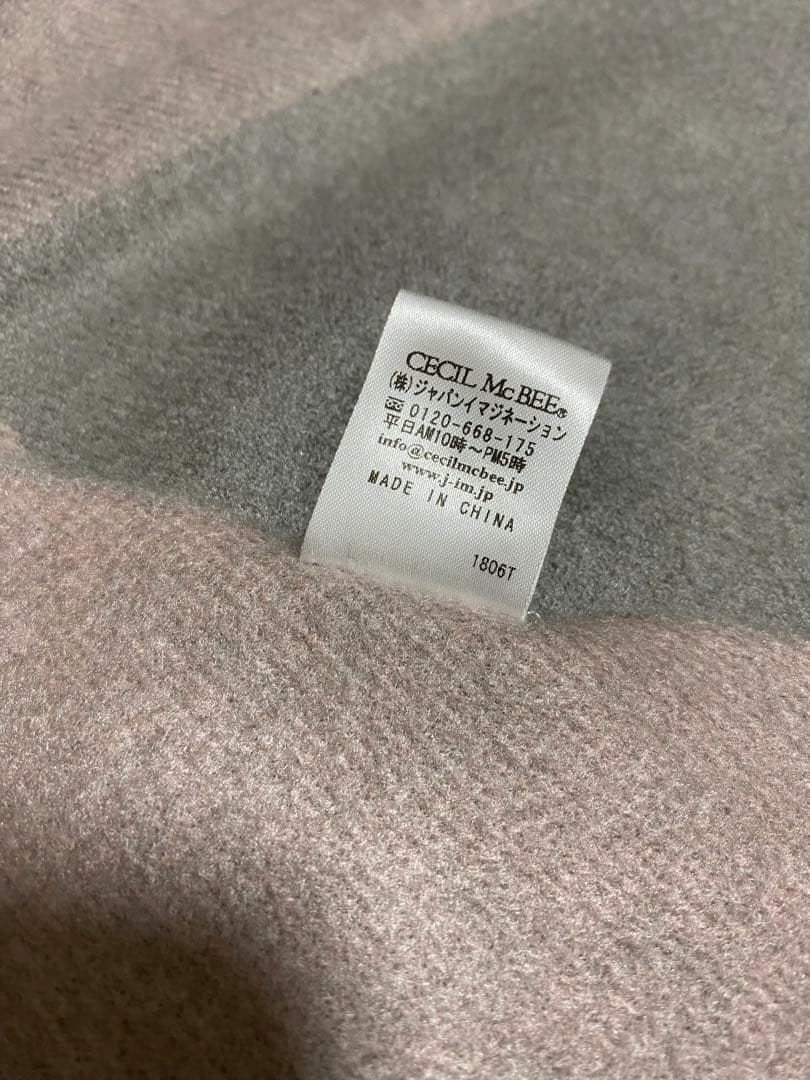 CECIL McBEE®
(株)ジャパンイマジネーション
0120-668-175
平日AM10時～PM5時
info@cecilmcbee.jp
www.j-im.jp
MADE IN CHINA
1806T